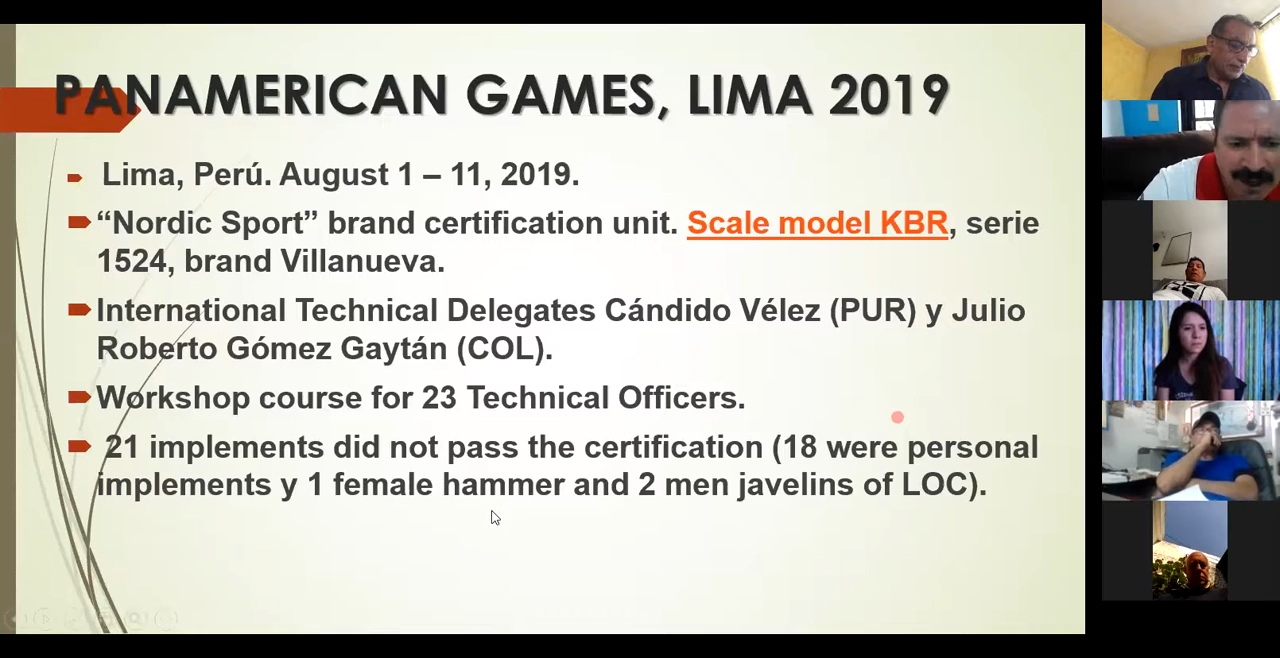 PANAMERICAN GAMES, LIMA 2019
Lima, Perú. August 1 – 11, 2019.
“Nordic Sport” brand certification unit. Scale model KBR, serie
1524, brand Villanueva.
International Technical Delegates Cándido Vélez (PUR) y Julio
Roberto Gómez Gaytán (COL).
Workshop course for 23 Technical Officers.
21 implements did not pass the certification (18 were personal
implements y 1 female hammer and 2 men javelins of LOC).